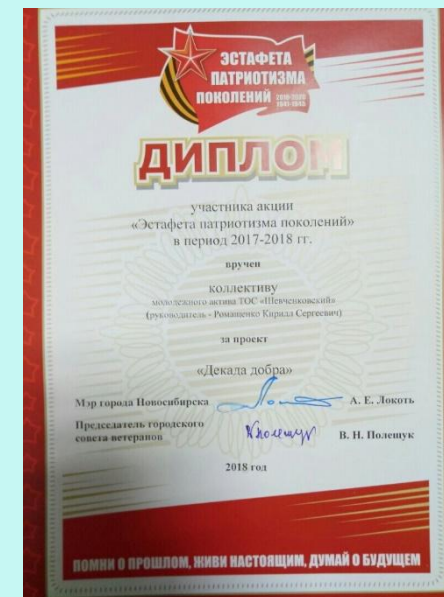 ЭСТАФЕТА
ПАТРИОТИЗМА
ПОКОЛЕНИЙ
1941-1945
ДИПЛОМ
участника акции
«Эстафета патриотизма поколений»
в период 2017-2018 гг.
вручен
коллективу
молодежного актива ТОС «Шевченковский»
(руководитель - Романенко Кирилл Сергеевич)
за проект
«Декада добра»
Мэр города Новосибирска А. Е. Локоть
Председатель городского
совета ветеранов В. Н. Полещук
2018 год
ПОМНИ О ПРОШЛОМ, ЖИВИ НАСТОЯЩИМ, ДУМАЙ О БУДУЩЕМ